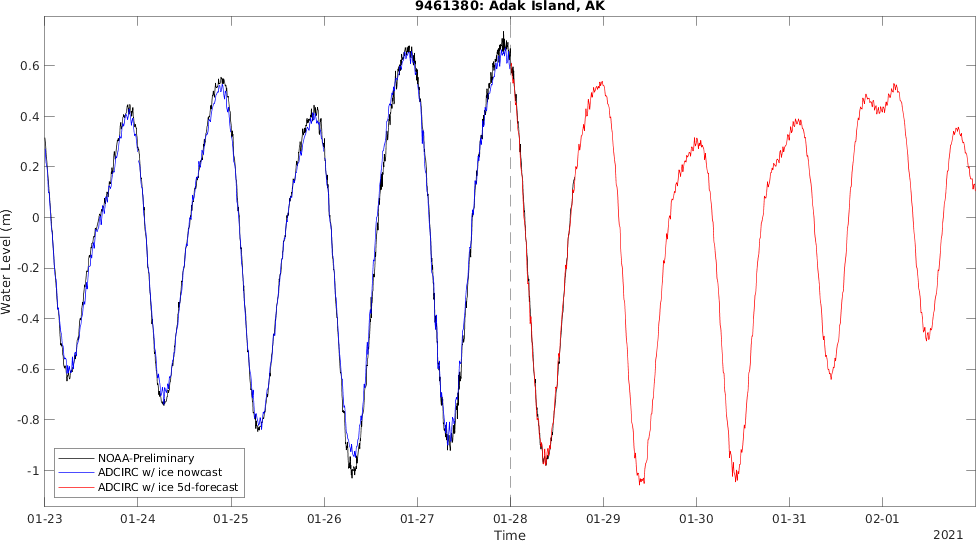 9461380: Adak Island, AK
0.6
0.4
0.2
0
-0.2
-0.4
-0.6
-0.8
-1
Water Level (m)
NOAA-Preliminary
ADCIRC w/ ice nowcast
ADCIRC w/ ice 5d-forecast
01-23 01-24 01-25 01-26 01-27 01-28 01-29 01-30 01-31 02-01
Time
2021